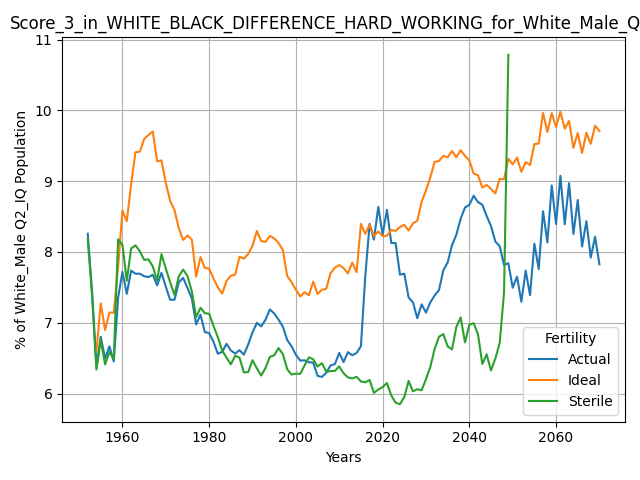 Score_3_in_WHITE_BLACK_DIFFERENCE_HARD_WORKING_for_White_Male_Q
11
10
9
8
7
6
% of White_Male Q2_IQ Population
1960
1980
2000
2020
2040
2060
Years
Fertility
Actual
Ideal
Sterile